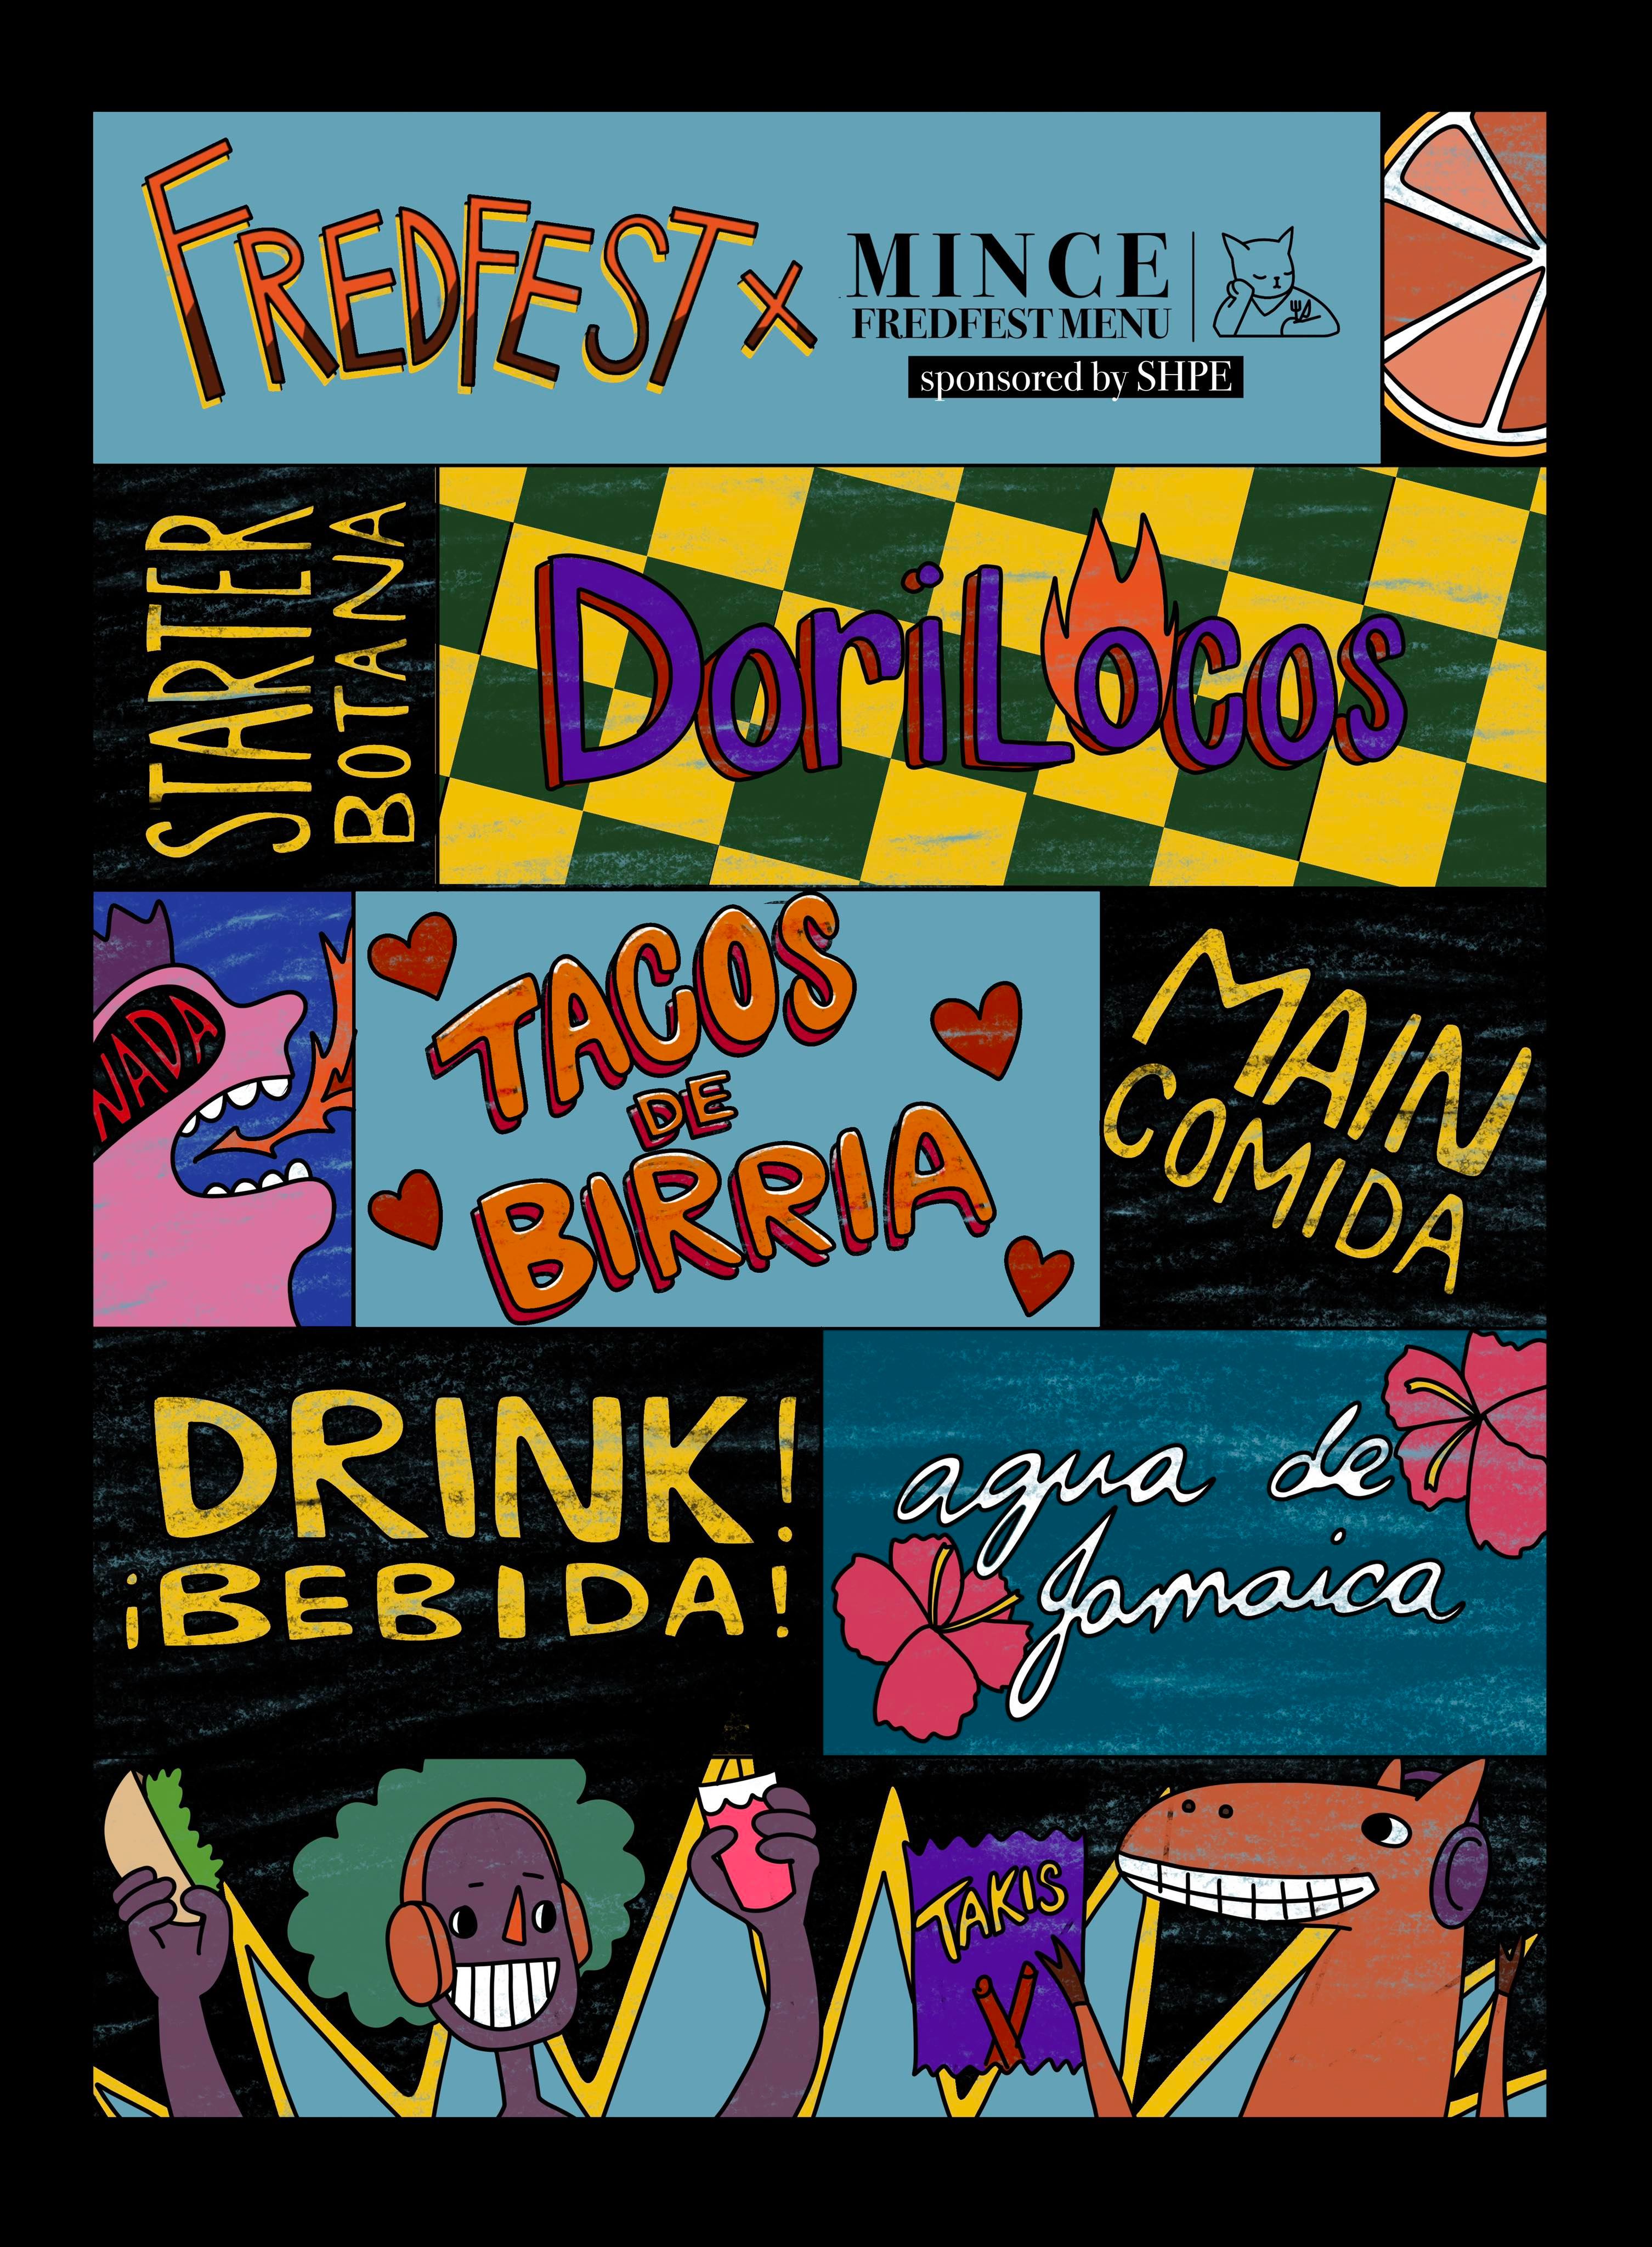 FREDFEST X
MINCE
FREDFEST MENU
sponsored by SHPE
STARTER
BOTANA
DoriLocos
NADA
TACOS
DE
BIRRIA
MAIN
COMIDA
DRINK!
¡BEBIDA!
agua de
Jamaica
TAKIS